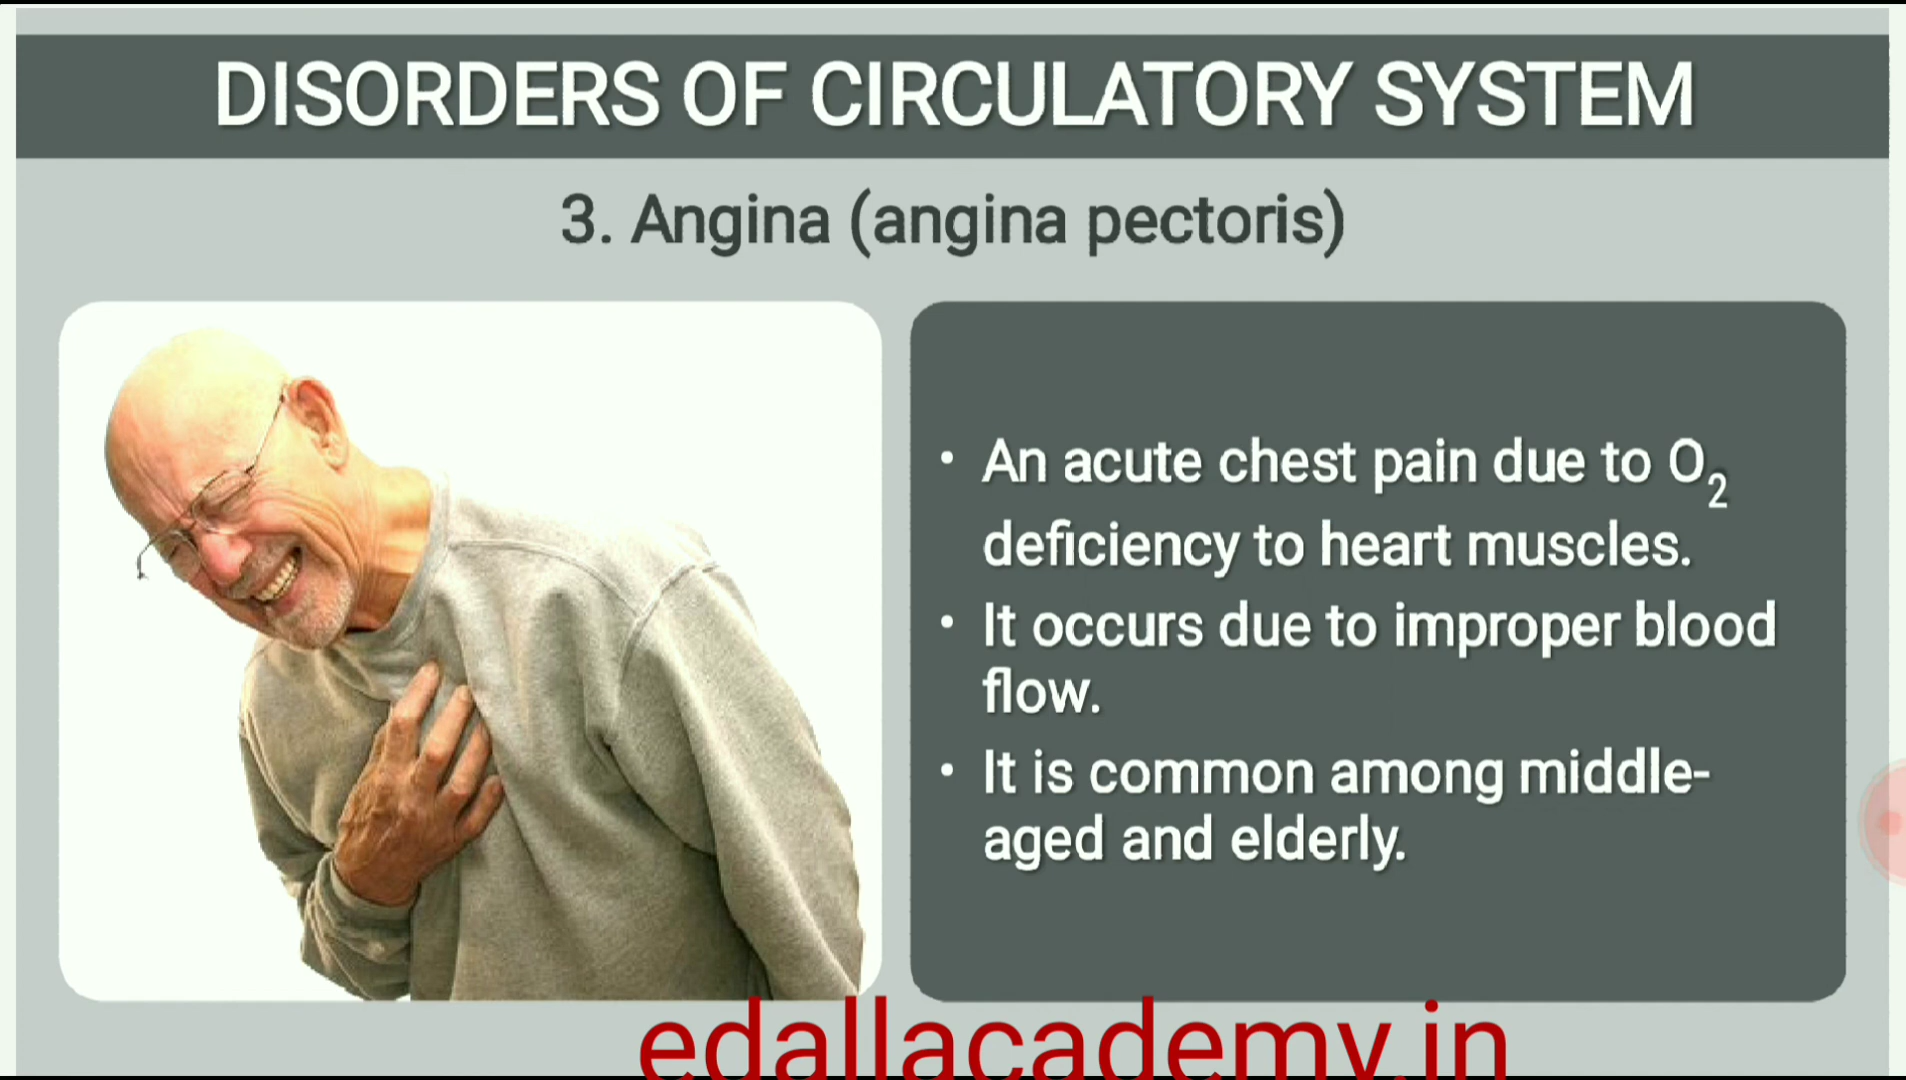 DISORDERS OF CIRCULATORY SYSTEM
3. Angina (angina pectoris)
• An acute chest pain due to O₂
deficiency to heart muscles.
• It occurs due to improper blood
flow.
• It is common among middle-
aged and elderly.
edallacademy.in